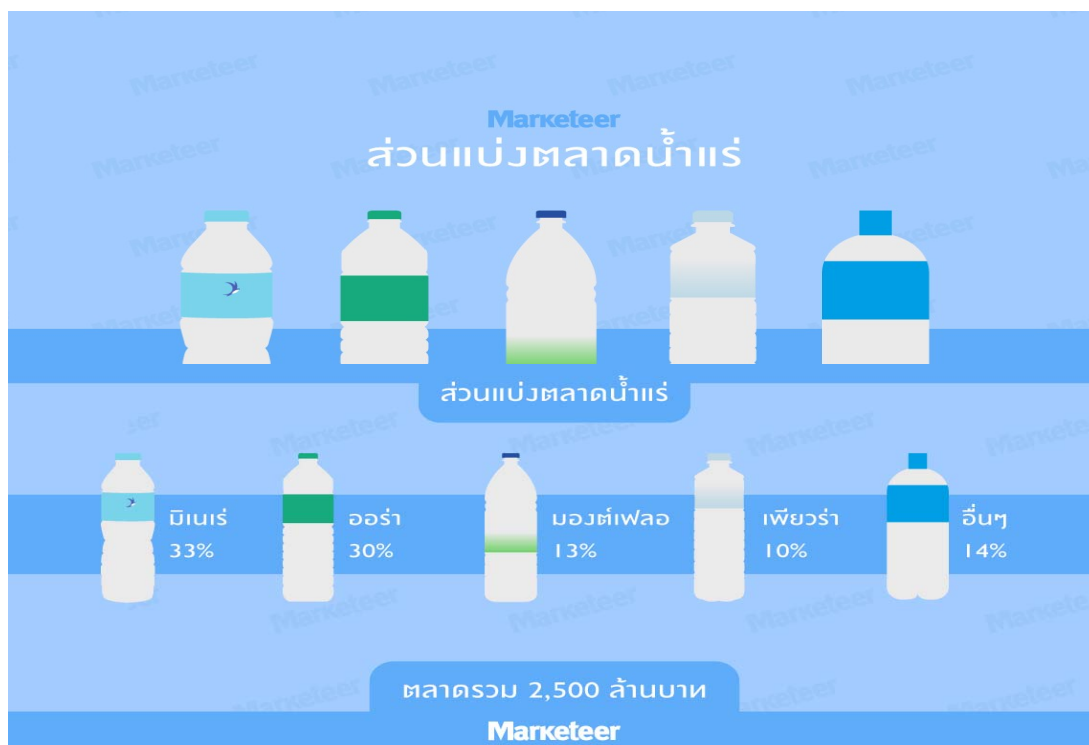 Marketeer
ส่วนแบ่งตลาดน้ำแร่
ส่วนแบ่งตลาดน้ำแร่
มิเนเร่
33%
ออร่า
30%
มองต์เฟลอ
13%
เพียวร่า
10%
อื่นๆ
14%
ตลาดรวม 2,500 ล้านบาท
Marketeer